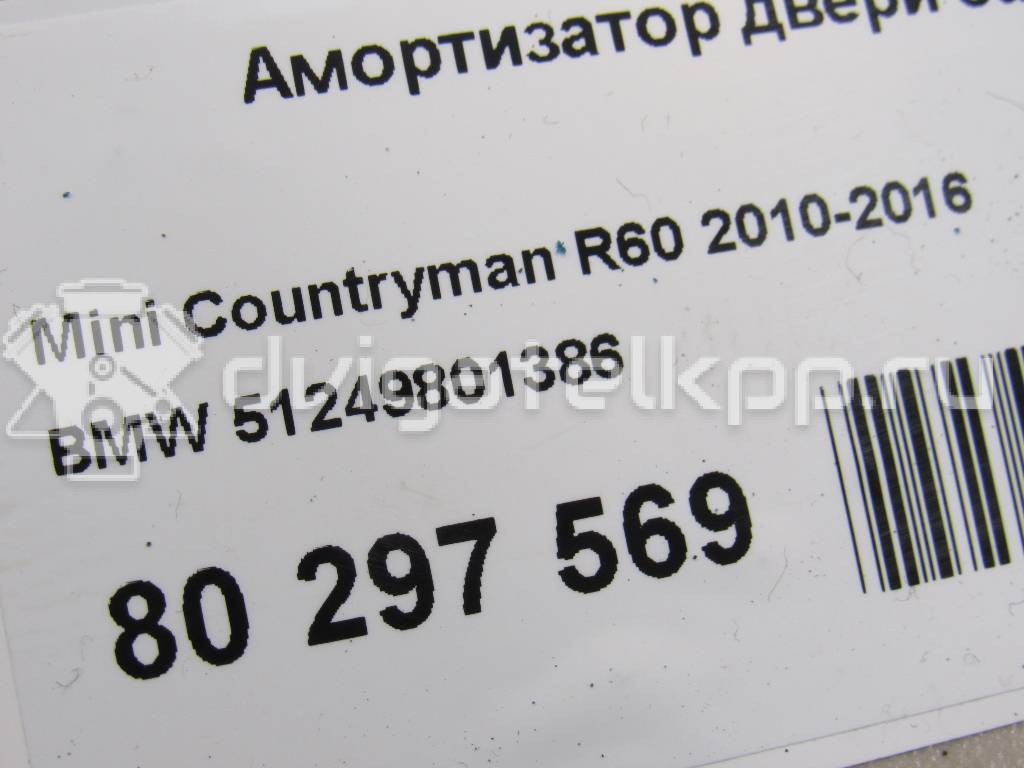 Амортизатор двери
Mini Countryman R60 2010-2016
dvigatelkpp.ru
BMW 51249801386
80 297 569